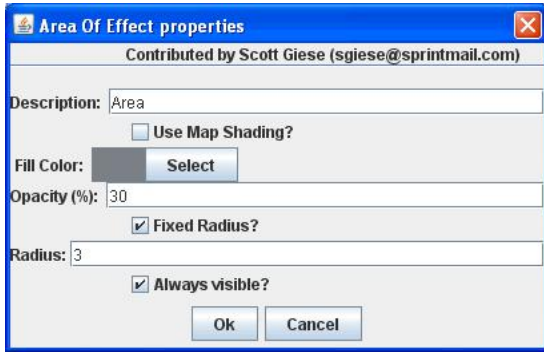 Area Of Effect properties
Contributed by Scott Giese (sgiese@sprintmail.com)
Description: Area
Use Map Shading?
Fill Color: Select
Opacity (%): 30
Fixed Radius?
Radius: 3
Always visible?
Ok Cancel